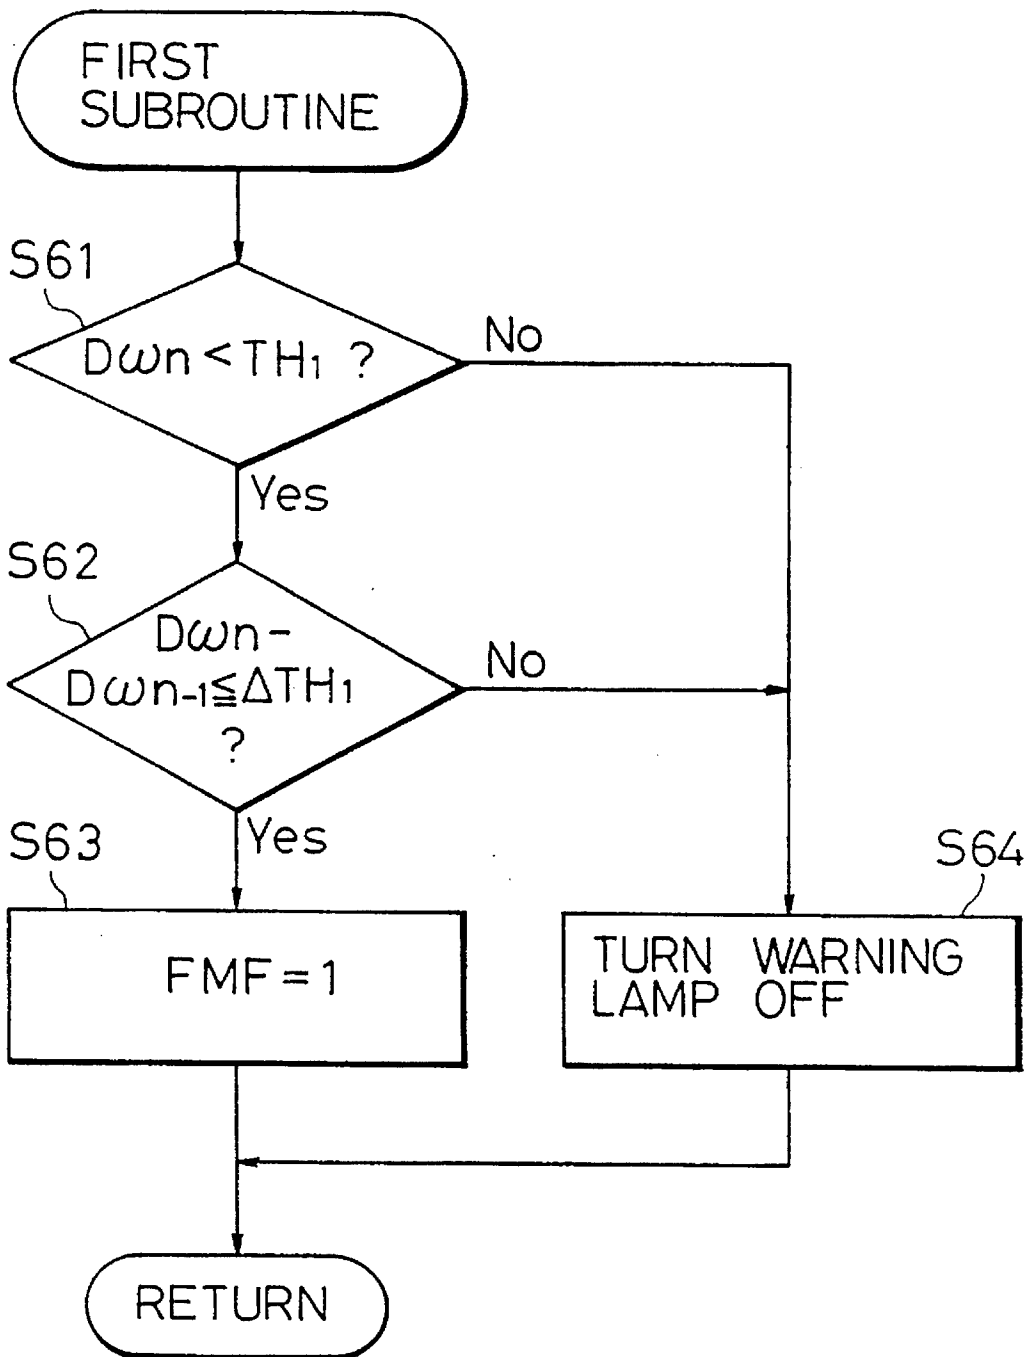 FIRST
SUBROUTINE
S61
Dωn < TH₁ ?
No
Yes
S62
Dωn −
Dωn₋₁ ≦ ΔTH₁
?
No
Yes
S63
FMF = 1
S64
TURN WARNING
LAMP OFF
RETURN